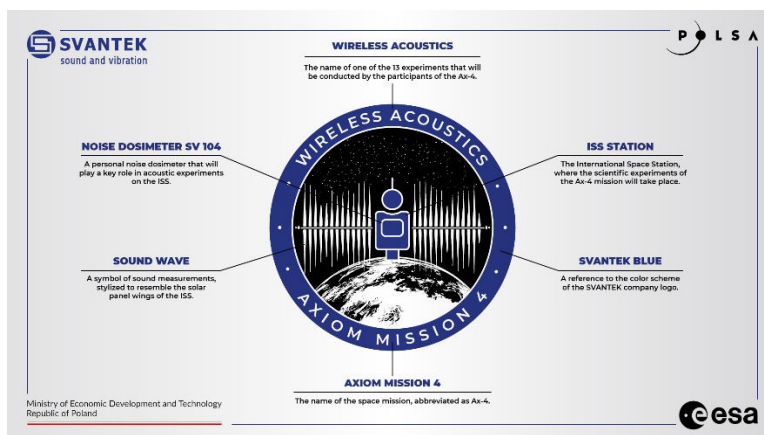 SVANTEK
sound and vibration
POLSA
WIRELESS ACOUSTICS
The name of one of the 13 experiments that will
be conducted by the participants of the Ax-4.
NOISE DOSIMETER SV 104
A personal noise dosimeter that will
play a key role in acoustic experiments
on the ISS.
ISS STATION
The International Space Station,
where the scientific experiments of
the Ax-4 mission will take place.
WIRELESS ACOUSTICS
AXIOM MISSION 4
SOUND WAVE
A symbol of sound measurements,
stylized to resemble the solar
panel wings of the ISS.
SVANTEK BLUE
A reference to the color scheme
of the SVANTEK company logo.
AXIOM MISSION 4
The name of the space mission, abbreviated as Ax-4.
Ministry of Economic Development and Technology
Republic of Poland
esa